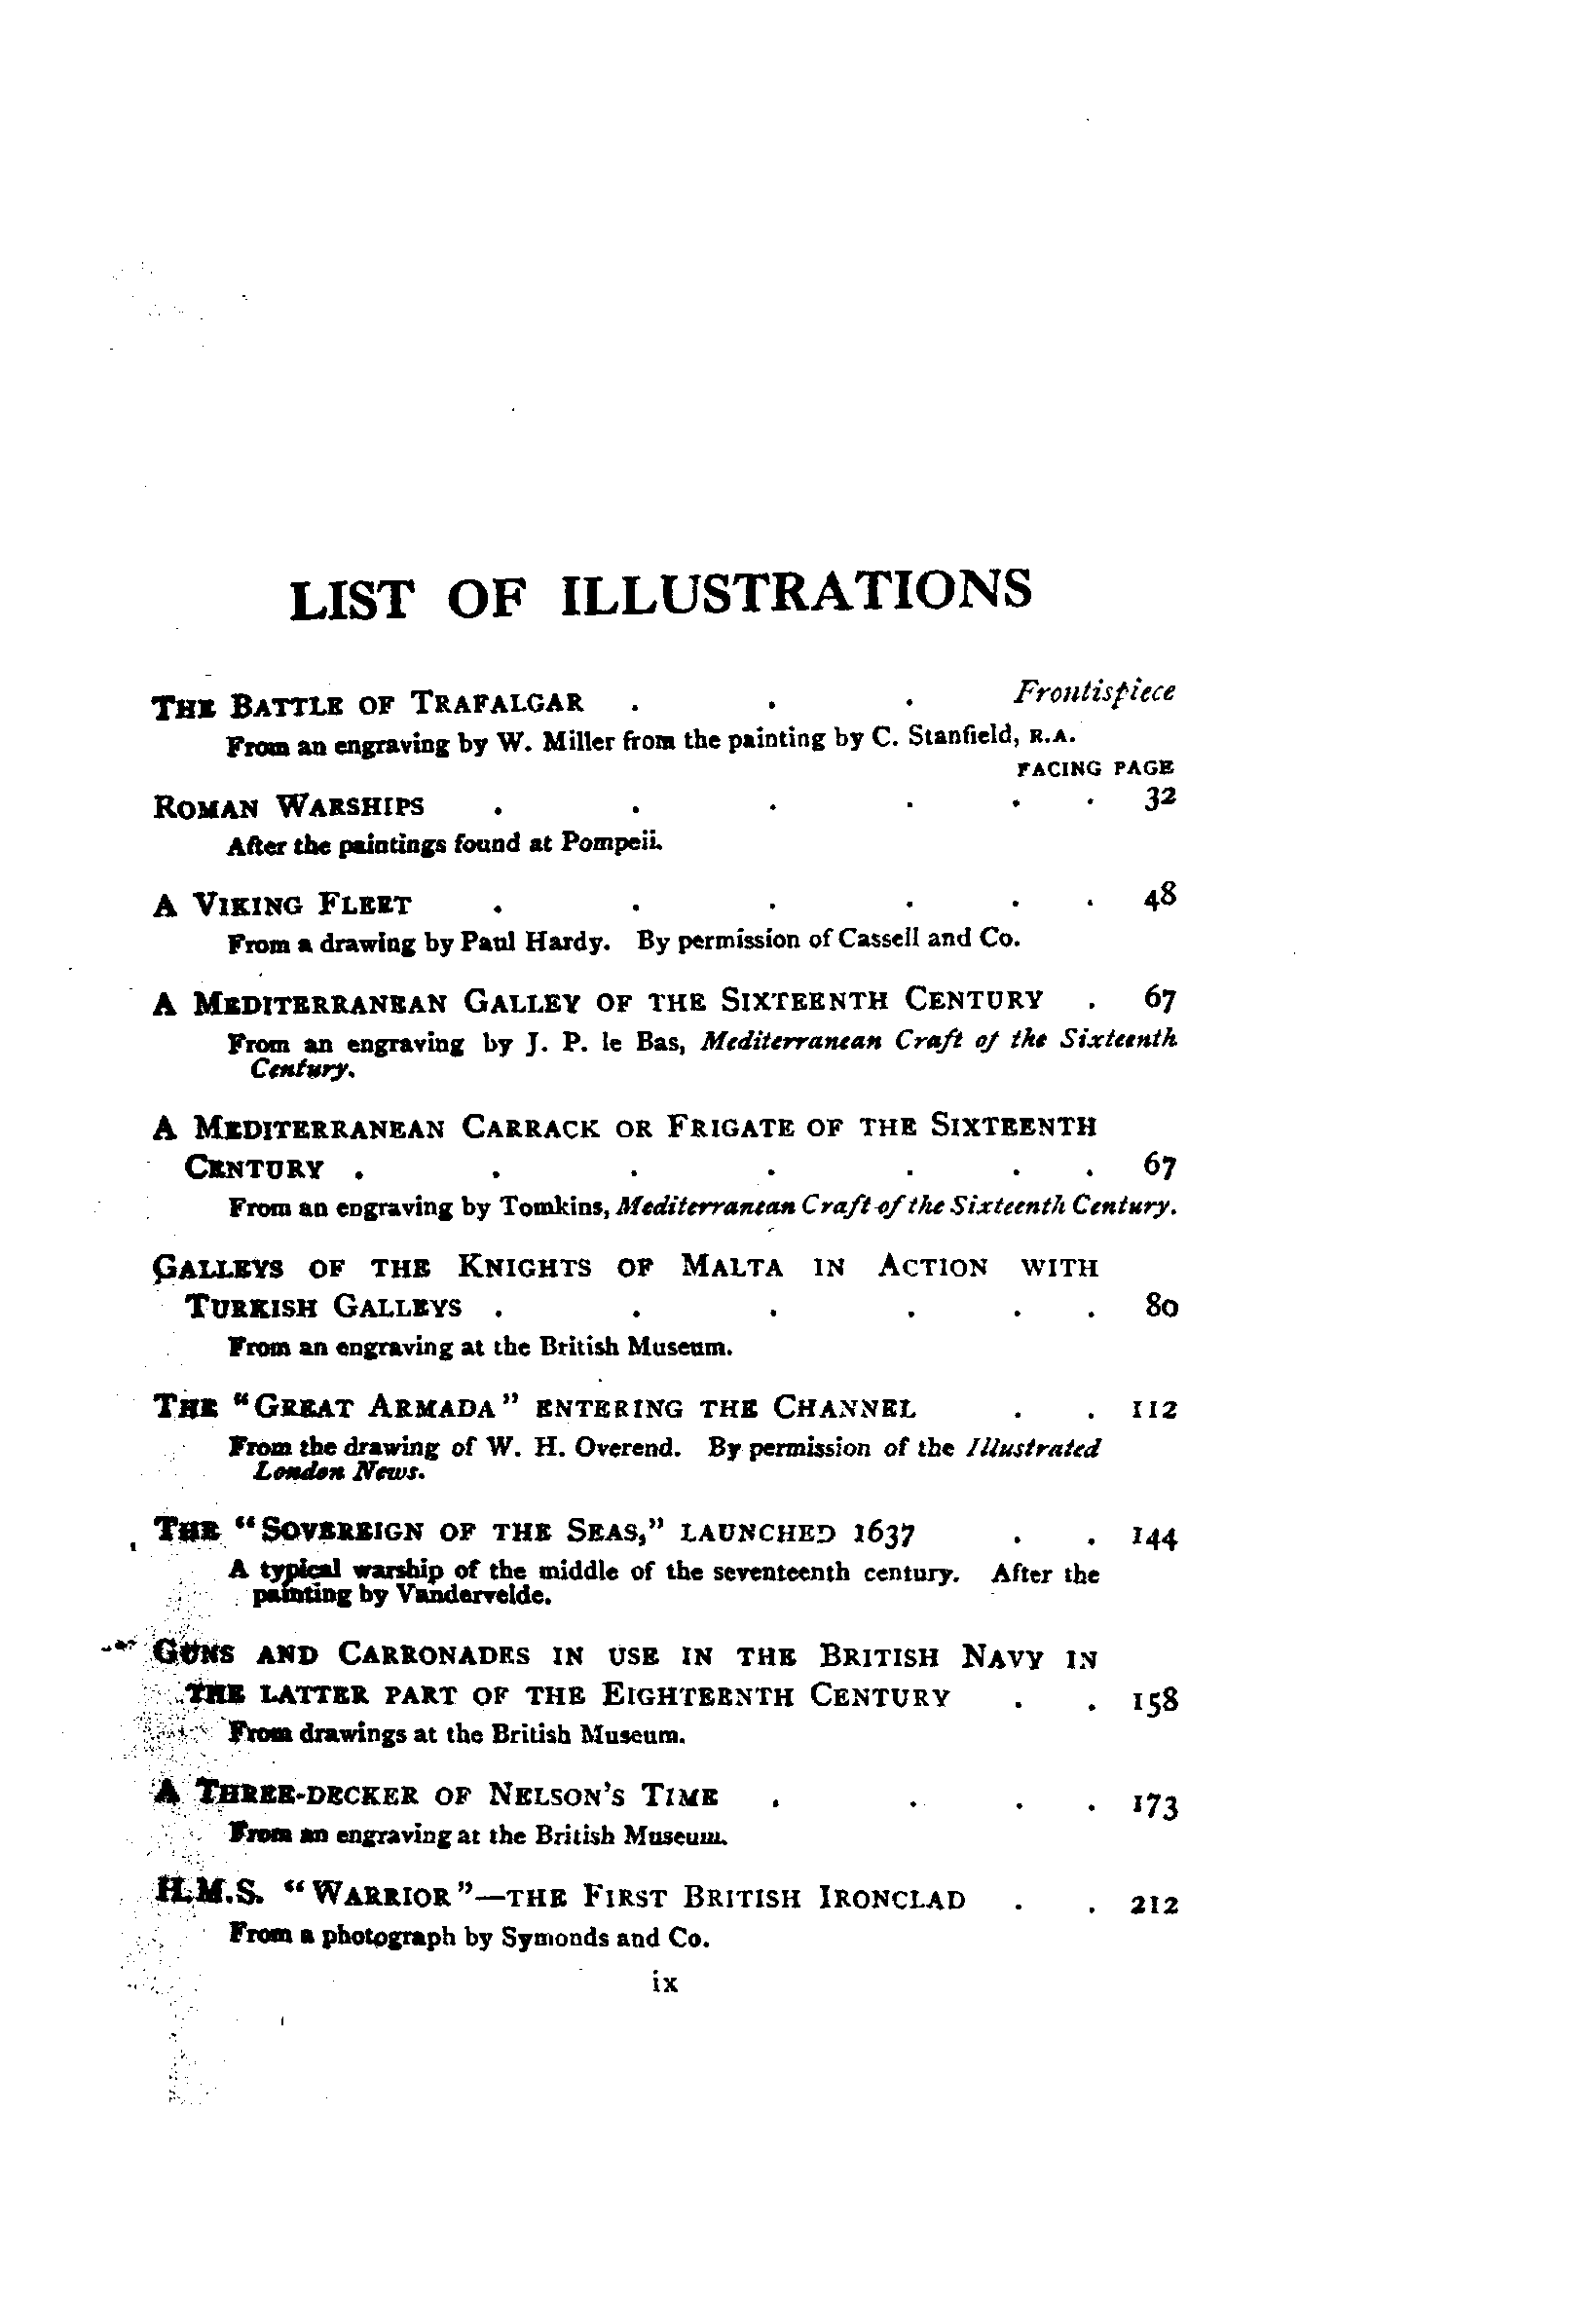 LIST OF ILLUSTRATIONS
THE BATTLE OF TRAFALGAR . . . Frontispiece
From an engraving by W. Miller from the painting by C. Stanfield, R.A.
FACING PAGE
ROMAN WARSHIPS . . . . . . 32
After the paintings found at Pompeii.
A VIKING FLEET . . . . . . 48
From a drawing by Paul Hardy. By permission of Cassell and Co.
A MEDITERRANEAN GALLEY OF THE SIXTEENTH CENTURY . 67
From an engraving by J. P. le Bas, Mediterranean Craft of the Sixteenth
Century.
A MEDITERRANEAN CARRACK OR FRIGATE OF THE SIXTEENTH
CENTURY . . . . . . . 67
From an engraving by Tomkins, Mediterranean Craft of the Sixteenth Century.
GALLEYS OF THE KNIGHTS OF MALTA IN ACTION WITH
TURKISH GALLEYS . . . . . . 80
From an engraving at the British Museum.
THE "GREAT ARMADA" ENTERING THE CHANNEL . . 112
From the drawing of W. H. Overend. By permission of the Illustrated
London News.
THE "SOVEREIGN OF THE SEAS," LAUNCHED 1637 . . 144
A typical warship of the middle of the seventeenth century. After the
painting by Vandervelde.
GUNS AND CARRONADES IN USE IN THE BRITISH NAVY IN
THE LATTER PART OF THE EIGHTEENTH CENTURY . . 158
From drawings at the British Museum.
A THREE-DECKER OF NELSON'S TIME . . . . 173
From an engraving at the British Museum.
H.M.S. "WARRIOR"—THE FIRST BRITISH IRONCLAD . . 212
From a photograph by Symonds and Co.
ix